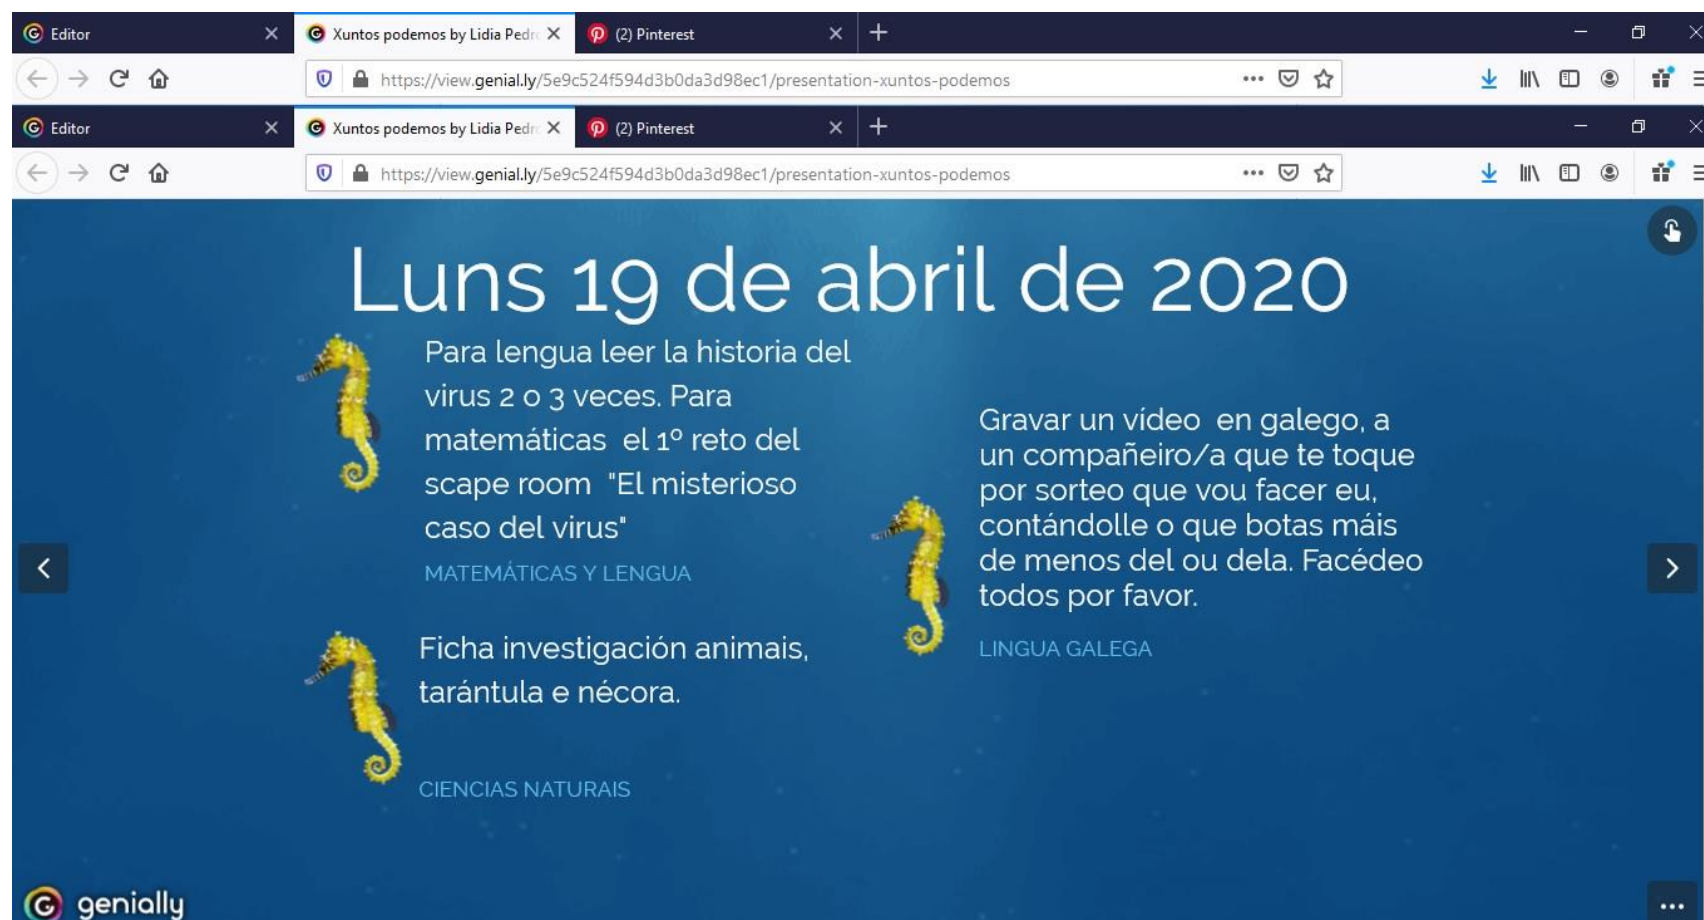 Editor
Xuntos podemos by Lidia Pedr
(2) Pinterest
https://view.genial.ly/5e9c524f594d3b0da3d98ec1/presentation-xuntos-podemos
Editor
Xuntos podemos by Lidia Pedr
(2) Pinterest
https://view.genial.ly/5e9c524f594d3b0da3d98ec1/presentation-xuntos-podemos
Luns 19 de abril de 2020
Para lengua leer la historia del
virus 2 o 3 veces. Para
matemáticas el 1º reto del
scape room "El misterioso
caso del virus"
MATEMÁTICAS Y LENGUA
Ficha investigación animais,
tarántula e nécora.
CIENCIAS NATURAIS
Gravar un vídeo en galego, a
un compañeiro/a que te toque
por sorteo que vou facer eu,
contándolle o que botas máis
de menos del ou dela. Facédeo
todos por favor.
LINGUA GALEGA
genially